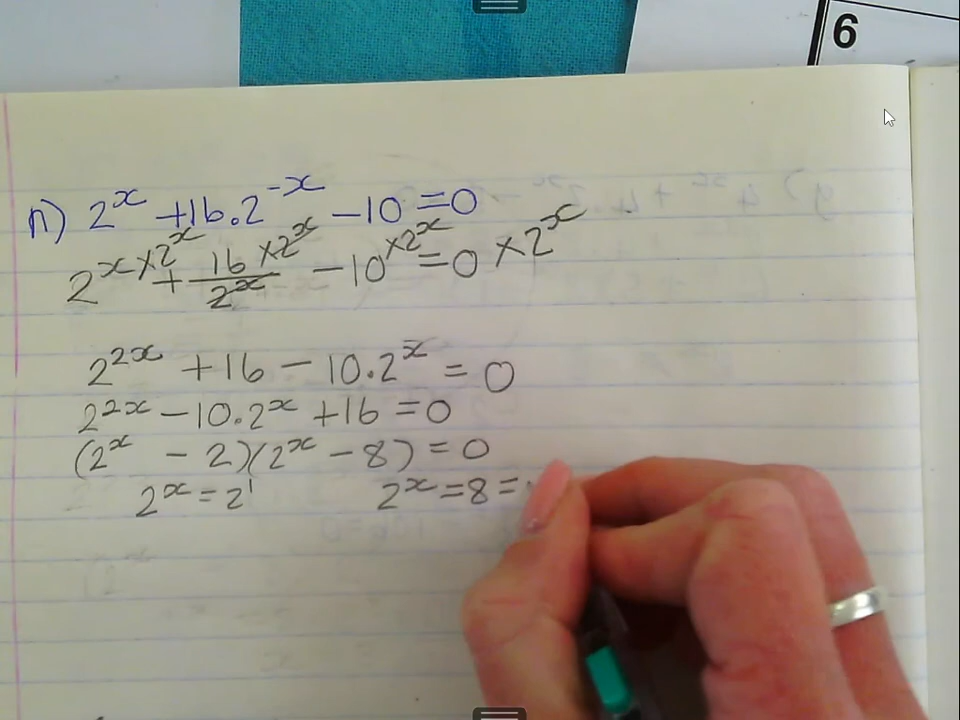 6
n) 2^x + 16.2^-x - 10 = 0
2^x × 2^x + 16/2^x × 2^x - 10 × 2^x = 0 × 2^x
2^2x + 16 - 10.2^x = 0
2^2x - 10.2^x + 16 = 0
(2^x - 2)(2^x - 8) = 0
2^x = 2^1 2^x = 8 =